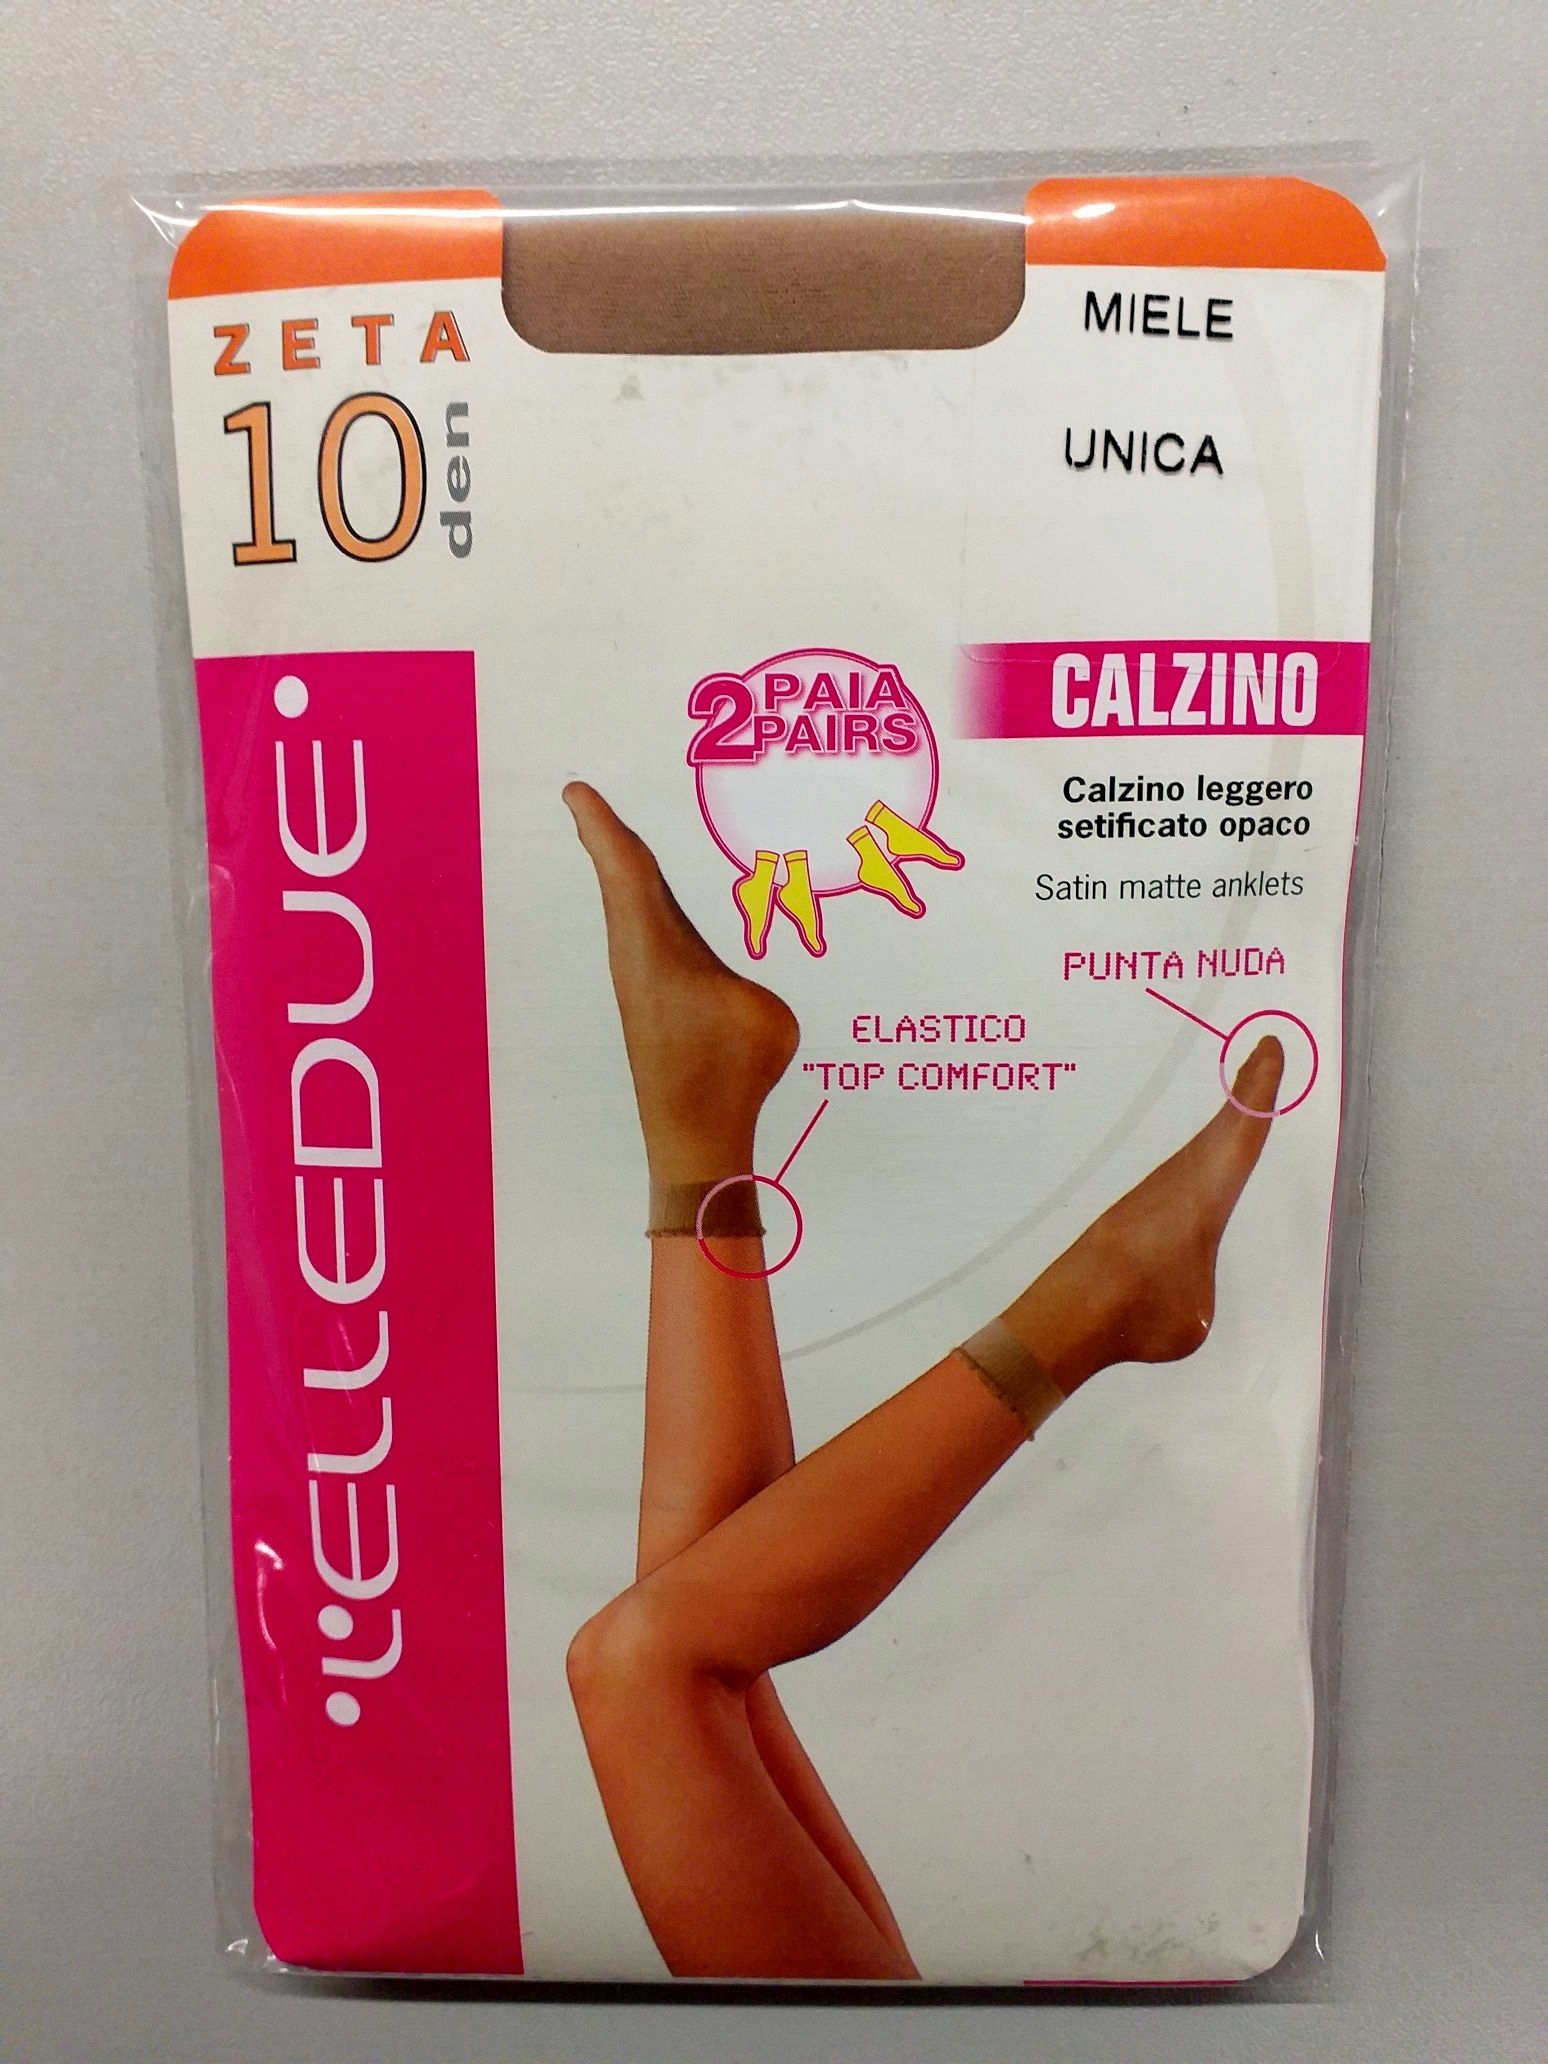 ZETA
10 den
MIELE
UNICA
L'ELLEDUE
2 PAIA
PAIRS
CALZINO
Calzino leggero
setificato opaco
Satin matte anklets
PUNTA NUDA
ELASTICO
"TOP COMFORT"